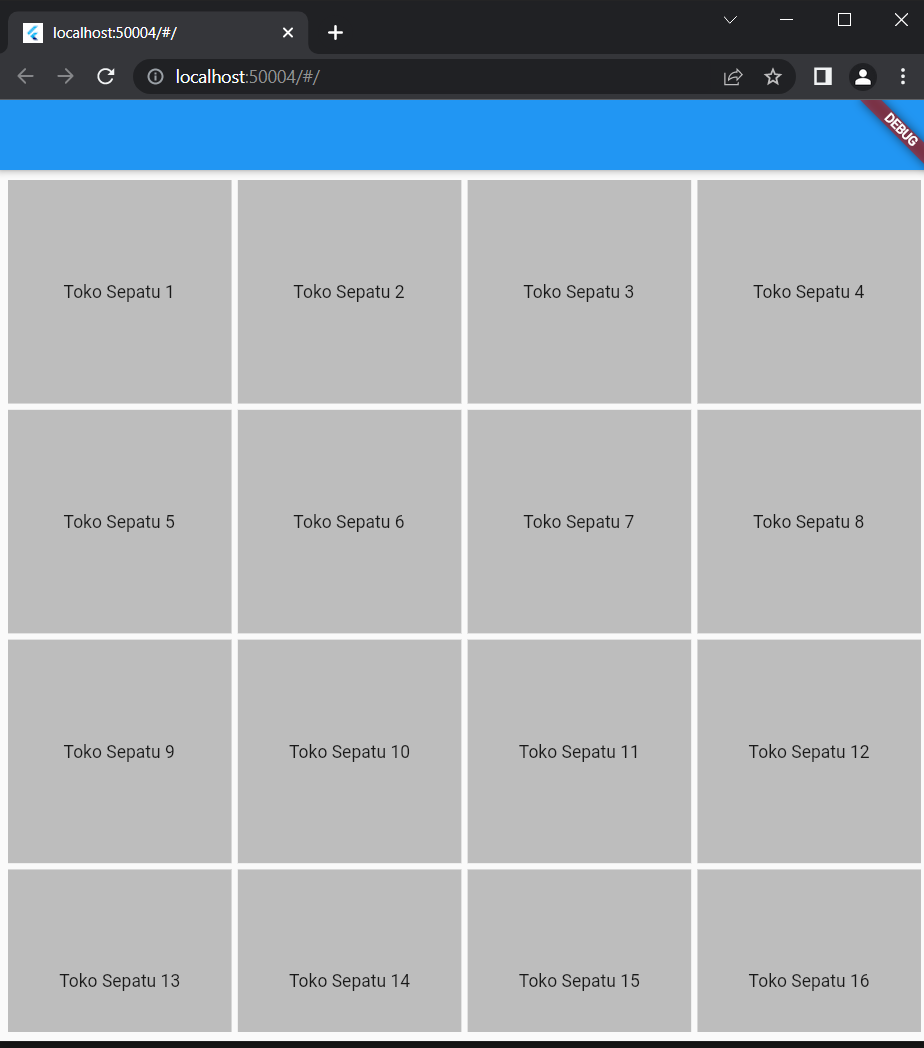 localhost:50004/#/
localhost:50004/#/
DEBUG
Toko Sepatu 1
Toko Sepatu 2
Toko Sepatu 3
Toko Sepatu 4
Toko Sepatu 5
Toko Sepatu 6
Toko Sepatu 7
Toko Sepatu 8
Toko Sepatu 9
Toko Sepatu 10
Toko Sepatu 11
Toko Sepatu 12
Toko Sepatu 13
Toko Sepatu 14
Toko Sepatu 15
Toko Sepatu 16